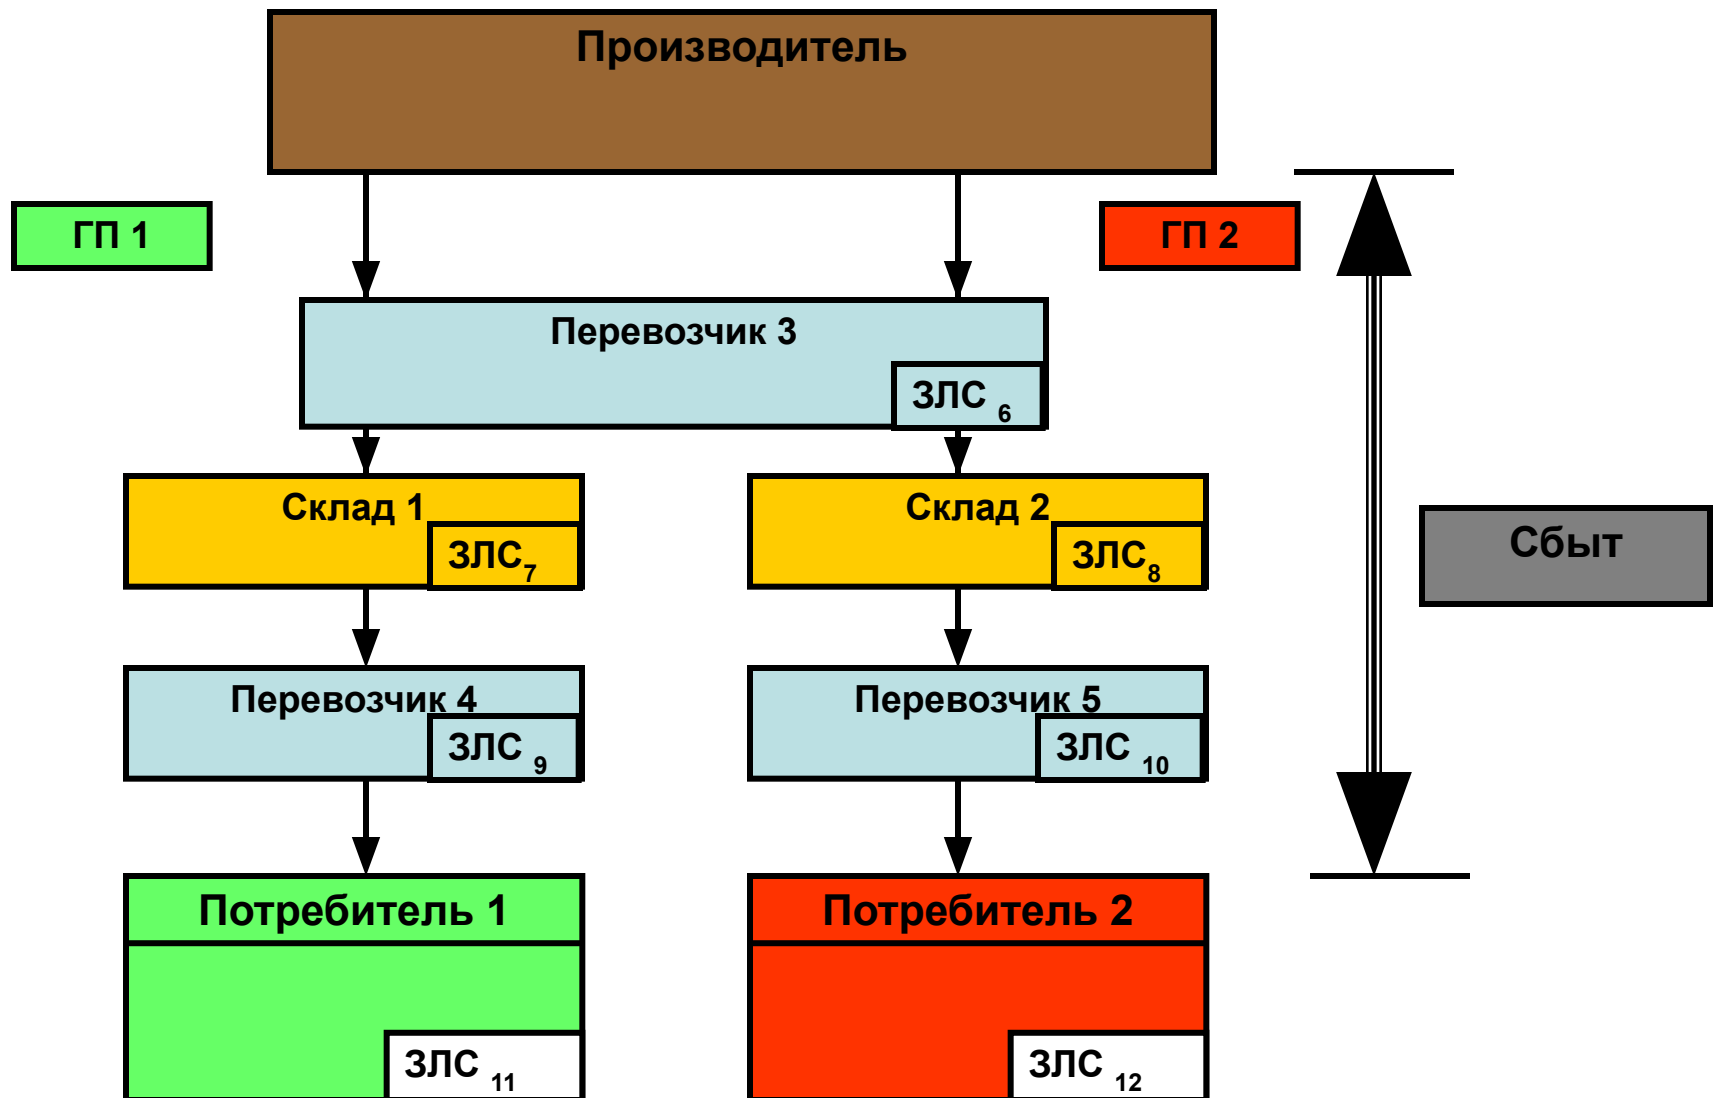 Производитель
ГП 1
ГП 2
Перевозчик 3
ЗЛС 6
Склад 1
ЗЛС7
Склад 2
ЗЛС8
Сбыт
Перевозчик 4
ЗЛС 9
Перевозчик 5
ЗЛС 10
Потребитель 1
ЗЛС 11
Потребитель 2
ЗЛС 12